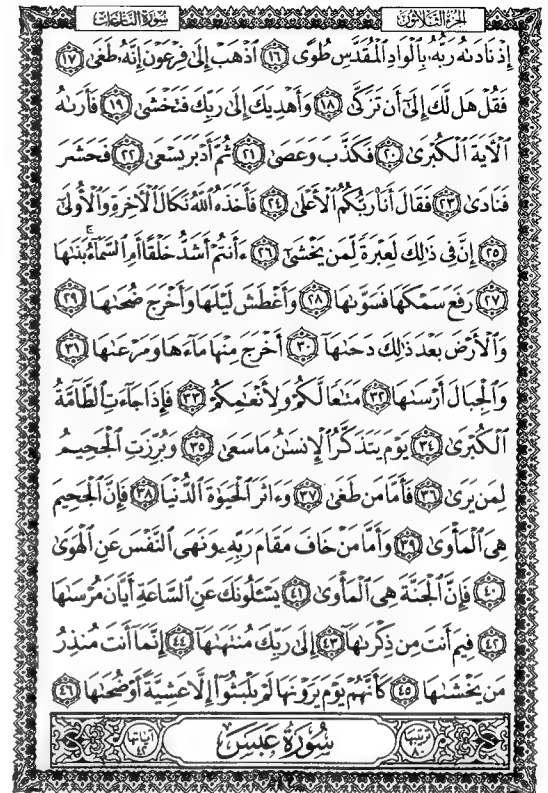 الجزء الثلاثون سورة النازعات
إِذْ نَادَىٰهُ رَبُّهُۥ بِٱلْوَادِ ٱلْمُقَدَّسِ طُوًى ﴿١٦﴾ ٱذْهَبْ إِلَىٰ فِرْعَوْنَ إِنَّهُۥ طَغَىٰ ﴿١٧﴾
فَقُلْ هَل لَّكَ إِلَىٰٓ أَن تَزَكَّىٰ ﴿١٨﴾ وَأَهْدِيَكَ إِلَىٰ رَبِّكَ فَتَخْشَىٰ ﴿١٩﴾ فَأَرَىٰهُ
ٱلْـَٔايَةَ ٱلْكُبْرَىٰ ﴿٢٠﴾ فَكَذَّبَ وَعَصَىٰ ﴿٢١﴾ ثُمَّ أَدْبَرَ يَسْعَىٰ ﴿٢٢﴾ فَحَشَرَ
فَنَادَىٰ ﴿٢٣﴾ فَقَالَ أَنَا۠ رَبُّكُمُ ٱلْأَعْلَىٰ ﴿٢٤﴾ فَأَخَذَهُ ٱللَّهُ نَكَالَ ٱلْـَٔاخِرَةِ وَٱلْأُولَىٰٓ
﴿٢٥﴾ إِنَّ فِى ذَٰلِكَ لَعِبْرَةً لِّمَن يَخْشَىٰٓ ﴿٢٦﴾ ءَأَنتُمْ أَشَدُّ خَلْقًا أَمِ ٱلسَّمَآءُ ۚ بَنَىٰهَا
﴿٢٧﴾ رَفَعَ سَمْكَهَا فَسَوَّىٰهَا ﴿٢٨﴾ وَأَغْطَشَ لَيْلَهَا وَأَخْرَجَ ضُحَىٰهَا ﴿٢٩﴾
وَٱلْأَرْضَ بَعْدَ ذَٰلِكَ دَحَىٰهَآ ﴿٣٠﴾ أَخْرَجَ مِنْهَا مَآءَهَا وَمَرْعَىٰهَا ﴿٣١﴾
وَٱلْجِبَالَ أَرْسَىٰهَا ﴿٣٢﴾ مَتَـٰعًا لَّكُمْ وَلِأَنْعَـٰمِكُمْ ﴿٣٣﴾ فَإِذَا جَآءَتِ ٱلطَّآمَّةُ
ٱلْكُبْرَىٰ ﴿٣٤﴾ يَوْمَ يَتَذَكَّرُ ٱلْإِنسَـٰنُ مَا سَعَىٰ ﴿٣٥﴾ وَبُرِّزَتِ ٱلْجَحِيمُ
لِمَن يَرَىٰ ﴿٣٦﴾ فَأَمَّا مَن طَغَىٰ ﴿٣٧﴾ وَءَاثَرَ ٱلْحَيَوٰةَ ٱلدُّنْيَا ﴿٣٨﴾ فَإِنَّ ٱلْجَحِيمَ
هِىَ ٱلْمَأْوَىٰ ﴿٣٩﴾ وَأَمَّا مَنْ خَافَ مَقَامَ رَبِّهِۦ وَنَهَى ٱلنَّفْسَ عَنِ ٱلْهَوَىٰ
﴿٤٠﴾ فَإِنَّ ٱلْجَنَّةَ هِىَ ٱلْمَأْوَىٰ ﴿٤١﴾ يَسْـَٔلُونَكَ عَنِ ٱلسَّاعَةِ أَيَّانَ مُرْسَىٰهَا
﴿٤٢﴾ فِيمَ أَنتَ مِن ذِكْرَىٰهَآ ﴿٤٣﴾ إِلَىٰ رَبِّكَ مُنتَهَىٰهَآ ﴿٤٤﴾ إِنَّمَآ أَنتَ مُنذِرُ
مَن يَخْشَىٰهَا ﴿٤٥﴾ كَأَنَّهُمْ يَوْمَ يَرَوْنَهَا لَمْ يَلْبَثُوٓا۟ إِلَّا عَشِيَّةً أَوْ ضُحَىٰهَا ﴿٤٦﴾
ترتيبها ٨٠ سُورَةُ عَبَسَ آياتها ٤٢